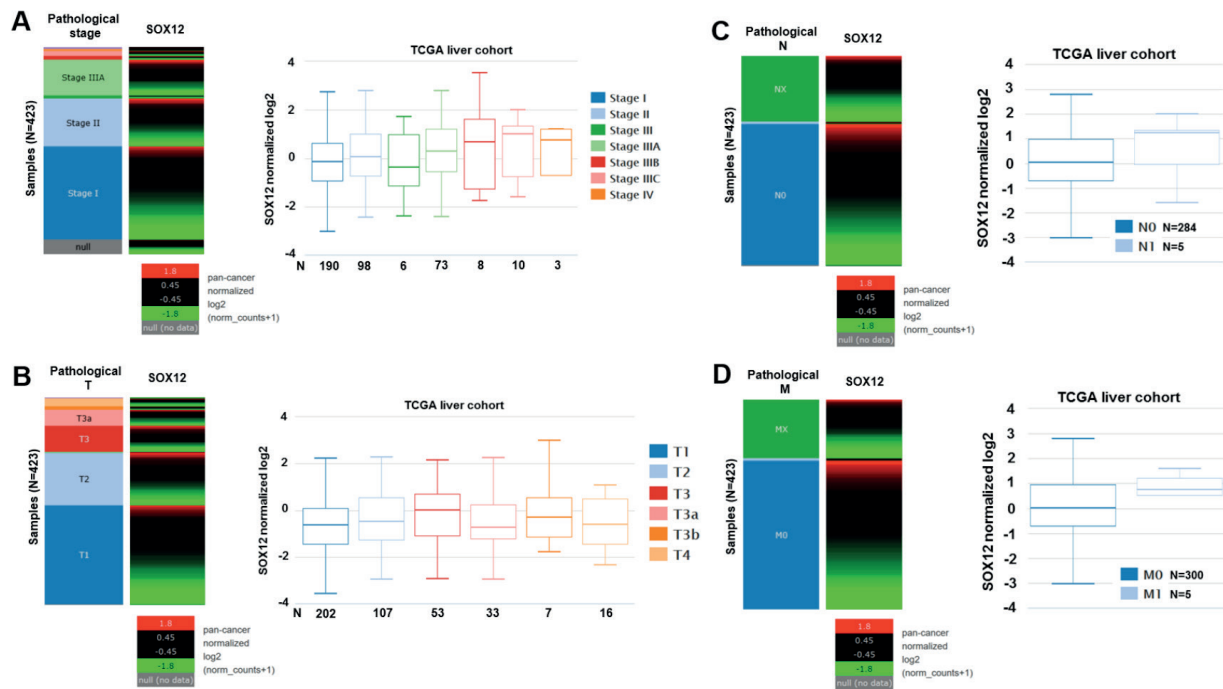 A
Pathological
stage
SOX12
Samples (N=423)
Stage IIIA
Stage II
Stage I
null
1.8
0.45
-0.45
-1.8
null (no data)
pan-cancer
normalized
log2
(norm_counts+1)
TCGA liver cohort
SOX12 normalized log2
4
2
0
-2
-4
N 190 98 6 73 8 10 3
Stage I
Stage II
Stage III
Stage IIIA
Stage IIIB
Stage IIIC
Stage IV
B
Pathological
T
SOX12
Samples (N=423)
T3a
T3
T2
T1
1.8
0.45
-0.45
-1.8
null (no data)
pan-cancer
normalized
log2
(norm_counts+1)
TCGA liver cohort
SOX12 normalized log2
4
2
-0
-2
-4
N 202 107 53 33 7 16
T1
T2
T3
T3a
T3b
T4
C
Pathological
N
SOX12
Samples (N=423)
NX
N0
1.8
0.45
-0.45
-1.8
null (no data)
pan-cancer
normalized
log2
(norm_counts+1)
TCGA liver cohort
SOX12 normalized log2
4
3
2
1
0
-1
-2
-3
-4
N0 N=284
N1 N=5
D
Pathological
M
SOX12
Samples (N=423)
MX
M0
1.8
0.45
-0.45
-1.8
null (no data)
pan-cancer
normalized
log2
(norm_counts+1)
TCGA liver cohort
SOX12 normalized log2
4
3
2
1
0
-1
-2
-3
-4
M0 N=300
M1 N=5